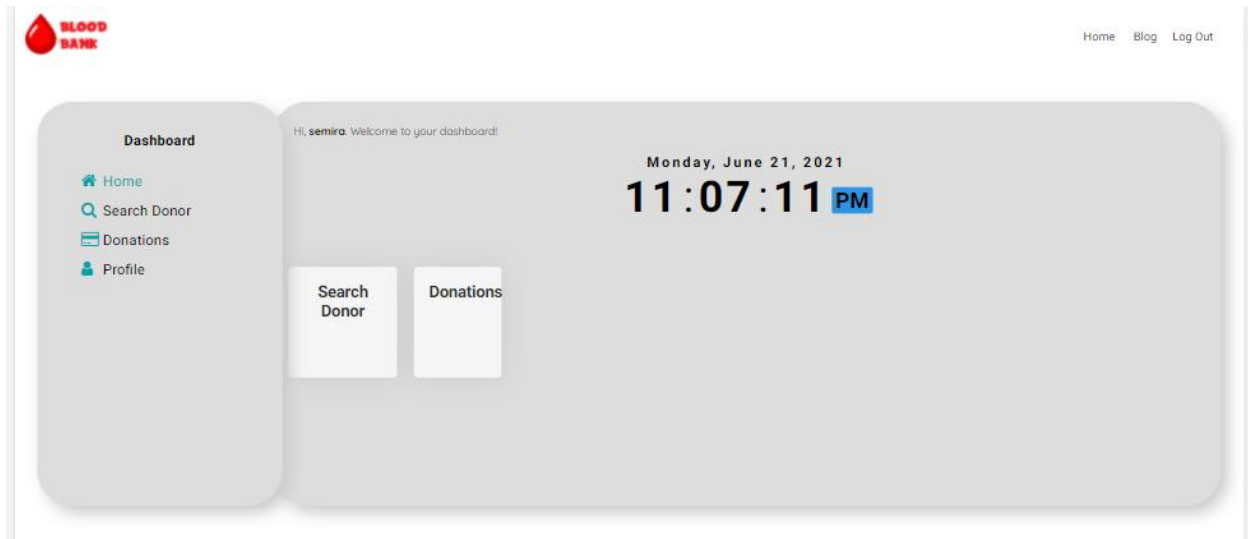 BLOOD
BANK
Home Blog Log Out
Dashboard
Home
Search Donor
Donations
Profile
Hi, semira. Welcome to your dashboard!
Monday, June 21, 2021
11:07:11 PM
Search
Donor
Donations